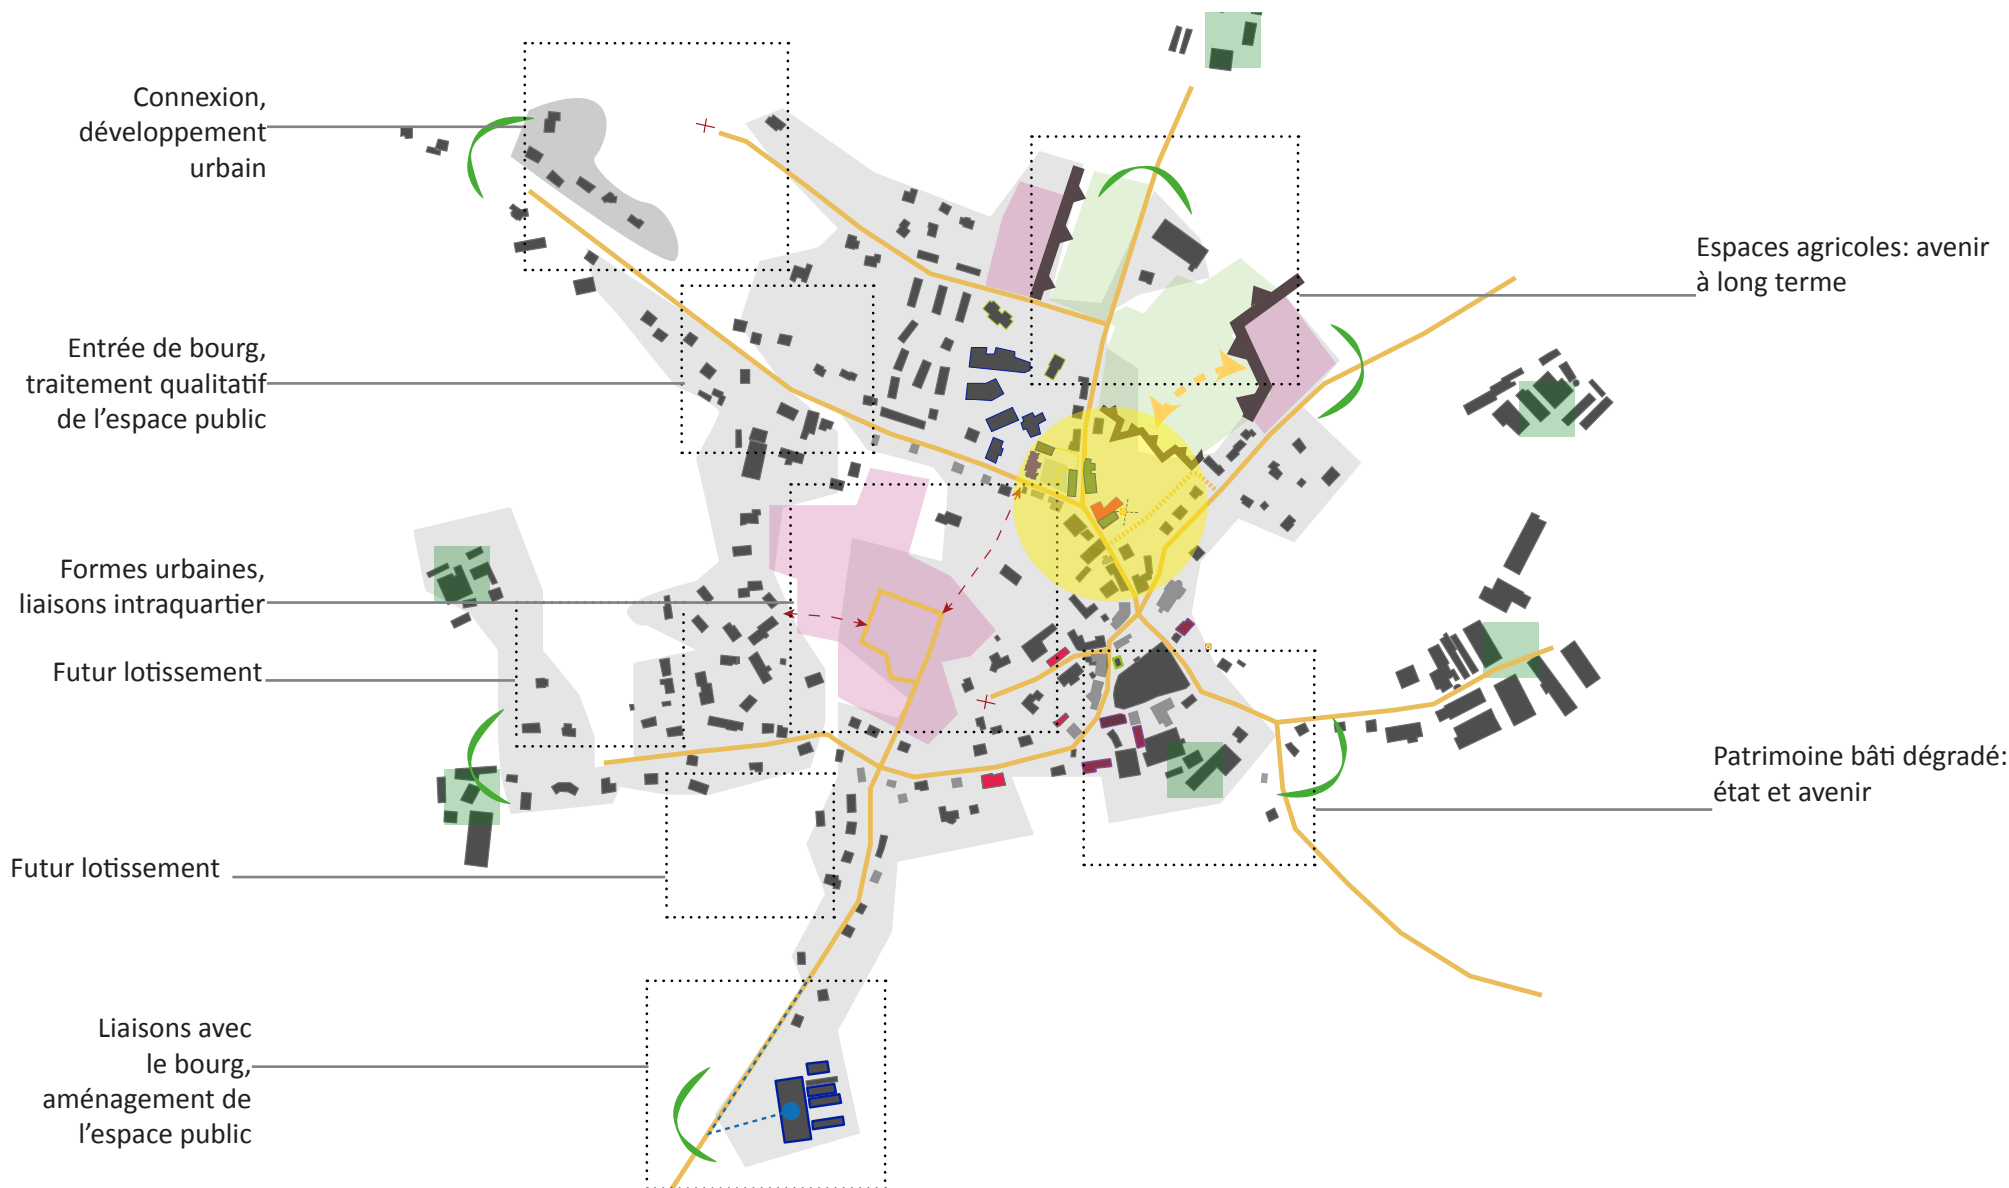 Connexion,
développement
urbain
Entrée de bourg,
traitement qualitatif
de l’espace public
Formes urbaines,
liaisons intraquartier
Futur lotissement
Futur lotissement
Liaisons avec
le bourg,
aménagement de
l’espace public
Espaces agricoles: avenir
à long terme
Patrimoine bâti dégradé:
état et avenir